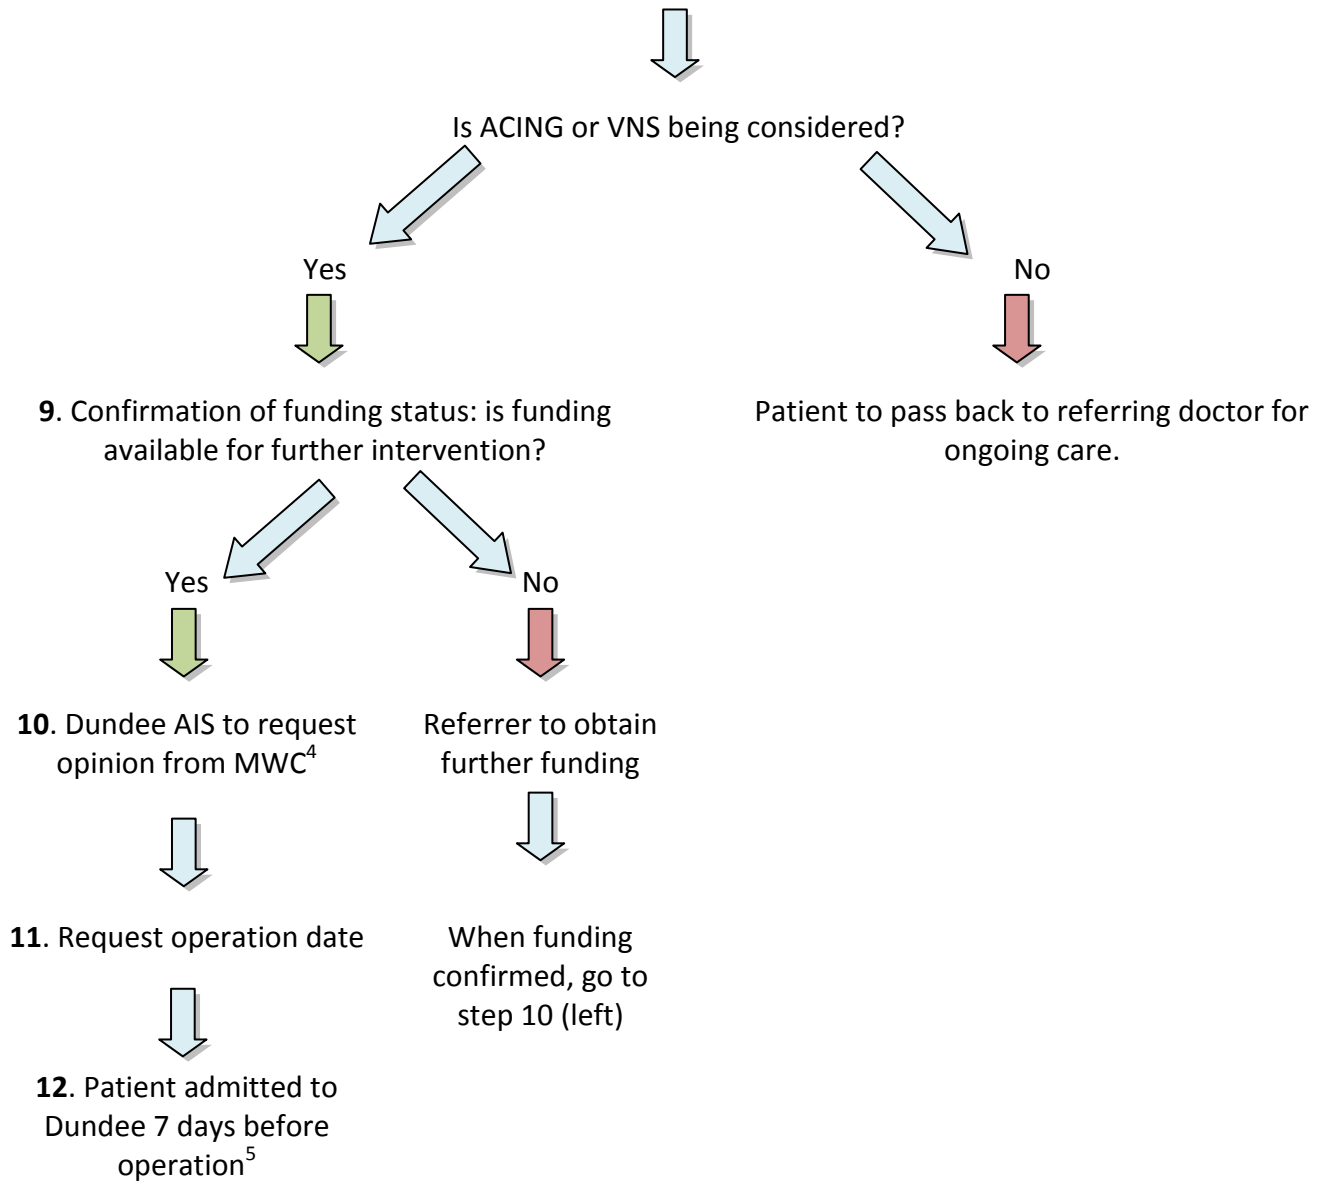 Is ACING or VNS being considered?
Yes
No
9. Confirmation of funding status: is funding
available for further intervention?
Patient to pass back to referring doctor for
ongoing care.
Yes
No
10. Dundee AIS to request
opinion from MWC⁴
Referrer to obtain
further funding
11. Request operation date
When funding
confirmed, go to
step 10 (left)
12. Patient admitted to
Dundee 7 days before
operation⁵